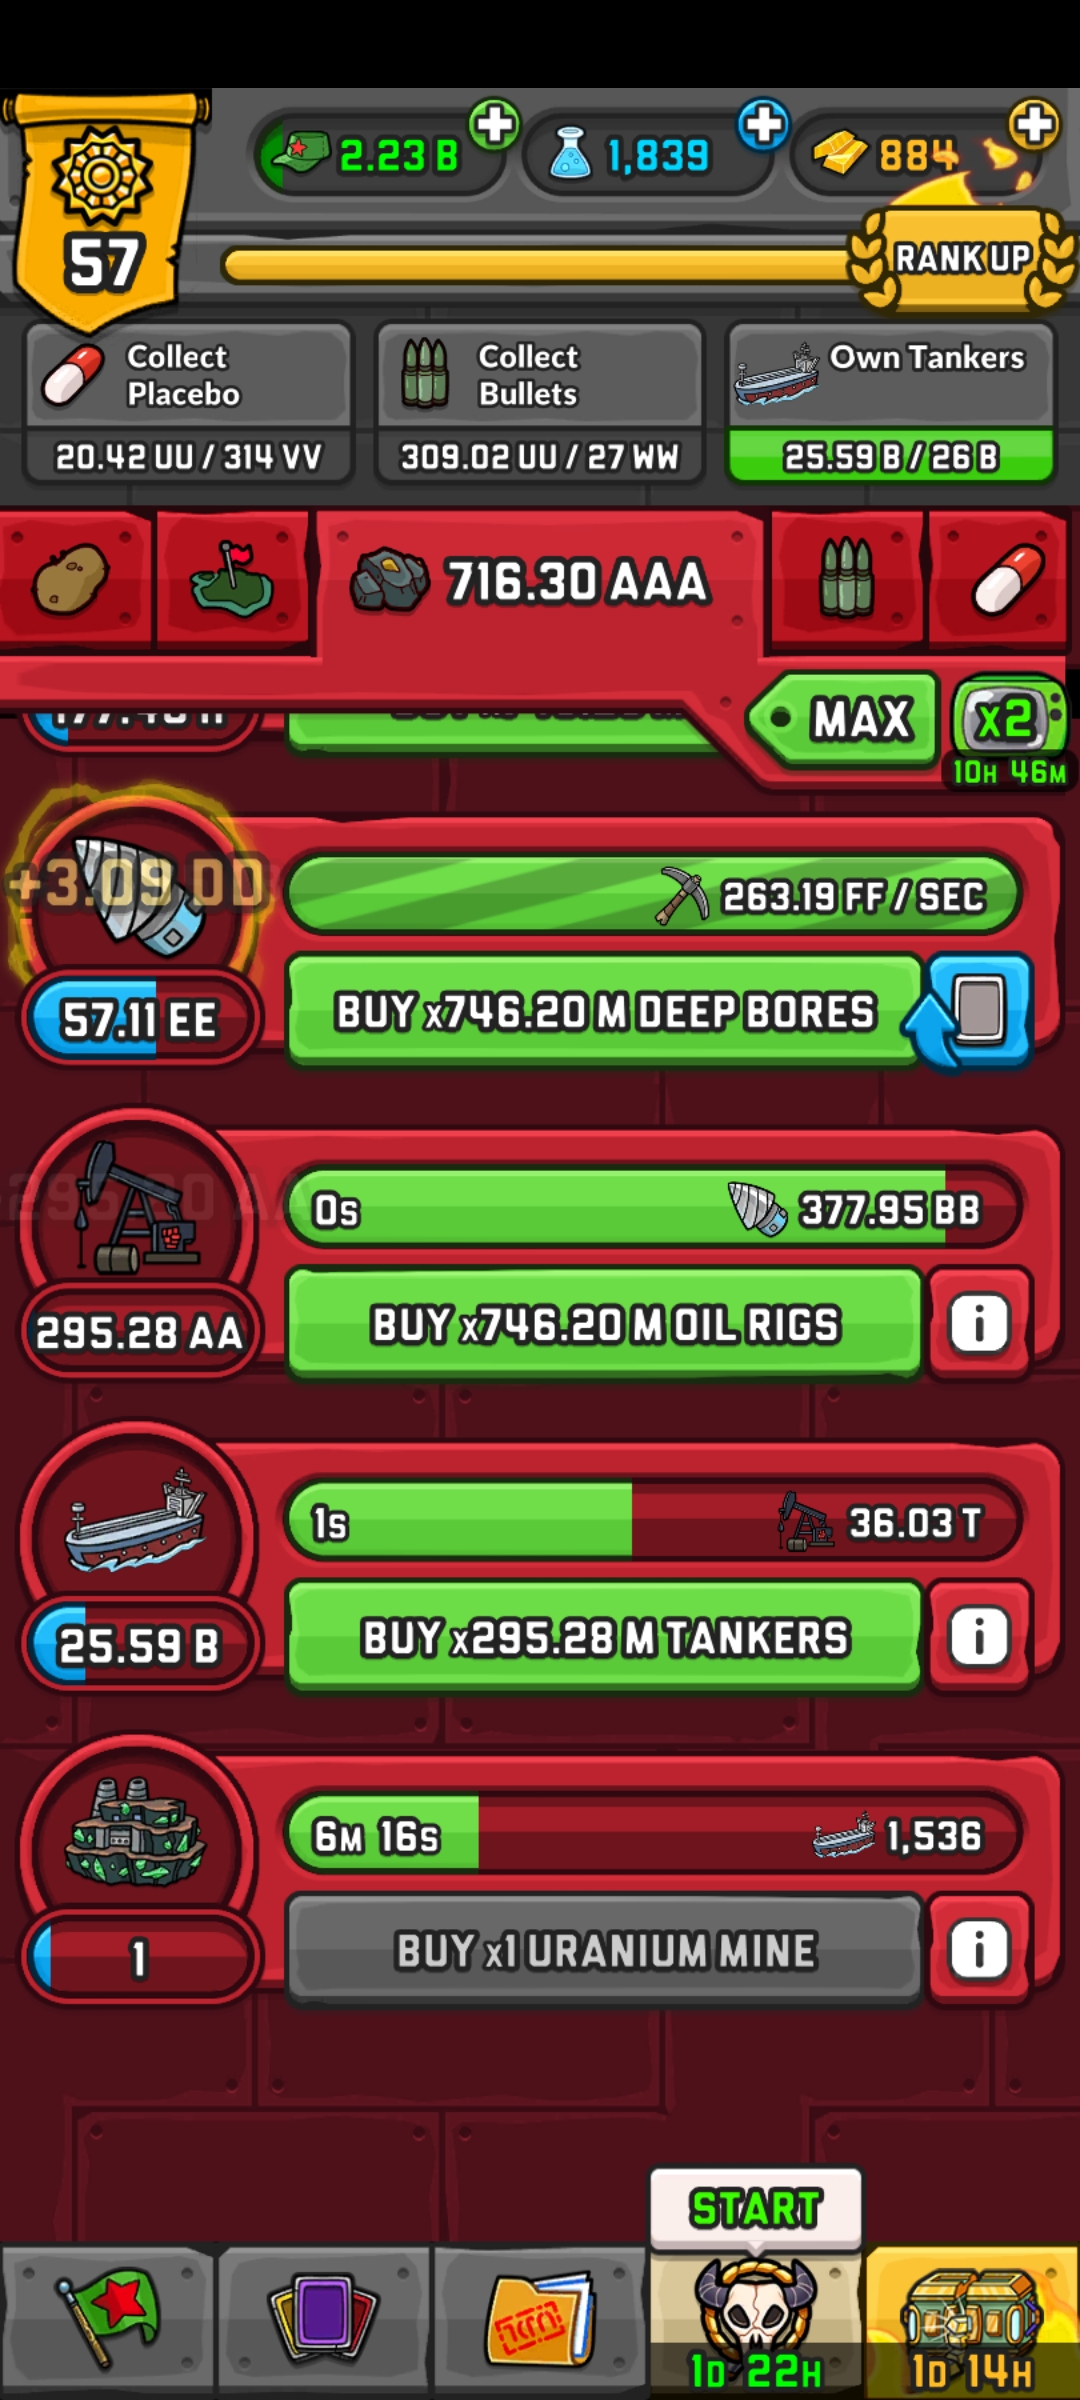 57
2.23 B
1,839
884
RANK UP
Collect
Placebo
20.42 UU / 314 VV
Collect
Bullets
309.02 UU / 27 WW
Own Tankers
25.59 B / 26 B
716.30 AAA
MAX
x2
10H 46M
+3.09 DD
263.19 FF / SEC
57.11 EE
BUY x746.20 M DEEP BORES
0s
377.95 BB
295.28 AA
BUY x746.20 M OIL RIGS
i
1s
36.03 T
25.59 B
BUY x295.28 M TANKERS
i
6M 16s
1,536
1
BUY x1 URANIUM MINE
i
START
1D 22H
1D 14H